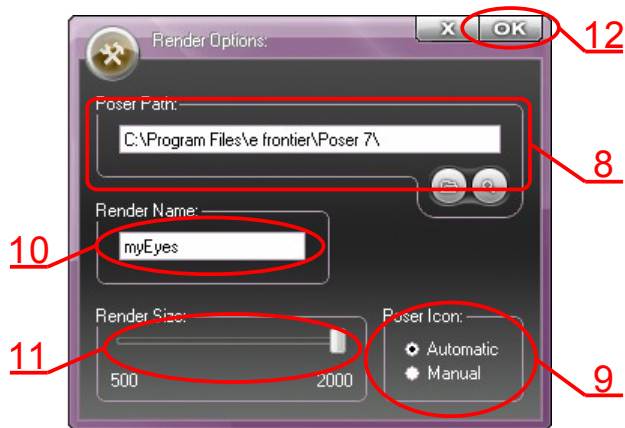 Render Options:
X
OK
12
Poser Path:
C:\Program Files\e frontier\Poser 7\
8
Render Name:
myEyes
10
Render Size:
500
2000
11
Poser Icon:
Automatic
Manual
9